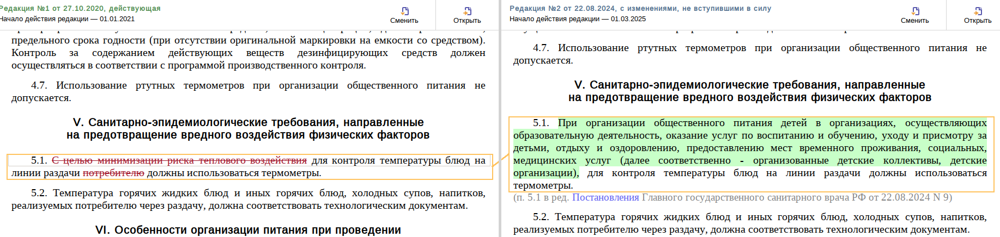 Редакция №1 от 27.10.2020, действующая
Начало действия редакции — 01.01.2021
Сменить
Открыть
предельного срока годности (при отсутствии оригинальной маркировки на емкости со средством).
Контроль за содержанием действующих веществ дезинфицирующих средств должен
осуществляться в соответствии с программой производственного контроля.
4.7. Использование ртутных термометров при организации общественного питания не
допускается.
V. Санитарно-эпидемиологические требования, направленные
на предотвращение вредного воздействия физических факторов
5.1. С целью минимизации риска теплового воздействия для контроля температуры блюд на
линии раздачи потребителю должны использоваться термометры.
5.2. Температура горячих жидких блюд и иных горячих блюд, холодных супов, напитков,
реализуемых потребителю через раздачу, должна соответствовать технологическим документам.
VI. Особенности организации питания при проведении
Редакция №2 от 22.08.2024, с изменениями, не вступившими в силу
Начало действия редакции — 01.03.2025
Сменить
Открыть
4.7. Использование ртутных термометров при организации общественного питания не
допускается.
V. Санитарно-эпидемиологические требования, направленные
на предотвращение вредного воздействия физических факторов
5.1. При организации общественного питания детей в организациях, осуществляющих
образовательную деятельность, оказание услуг по воспитанию и обучению, уходу и присмотру за
детьми, отдыху и оздоровлению, предоставлению мест временного проживания, социальных,
медицинских услуг (далее соответственно - организованные детские коллективы, детские
организации), для контроля температуры блюд на линии раздачи должны использоваться
термометры.
(п. 5.1 в ред. Постановления Главного государственного санитарного врача РФ от 22.08.2024 N 9)
5.2. Температура горячих жидких блюд и иных горячих блюд, холодных супов, напитков,
реализуемых потребителю через раздачу, должна соответствовать технологическим документам.